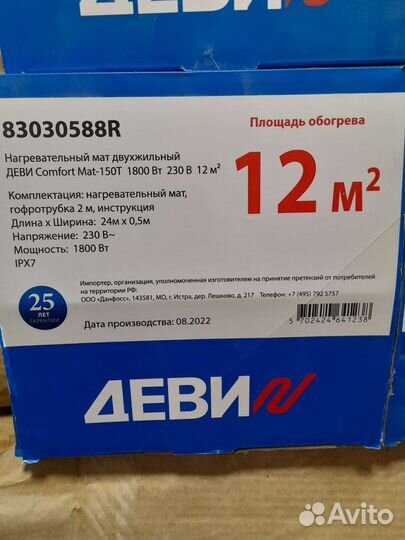 ДЕВИ
83030588R
Площадь обогрева
Нагревательный мат двухжильный
ДЕВИ Comfort Mat-150T 1800 Вт 230 В 12 м²
12 м²
Комплектация: нагревательный мат,
гофротрубка 2 м, инструкция
Длина x Ширина: 24м x 0,5м
Напряжение: 230 В~
Мощность: 1800 Вт
IPX7
Импортер, организация, уполномоченная изготовителем на принятие претензий от потребителей
на территории РФ:
ООО «Данфосс», 143581, МО, г. Истра, дер. Лешково, д. 217 Телефон: +7 (495) 792 5757
25
ЛЕТ
ГАРАНТИИ
Дата производства: 08.2022
5 702424 641238
ДЕВИ
Avito